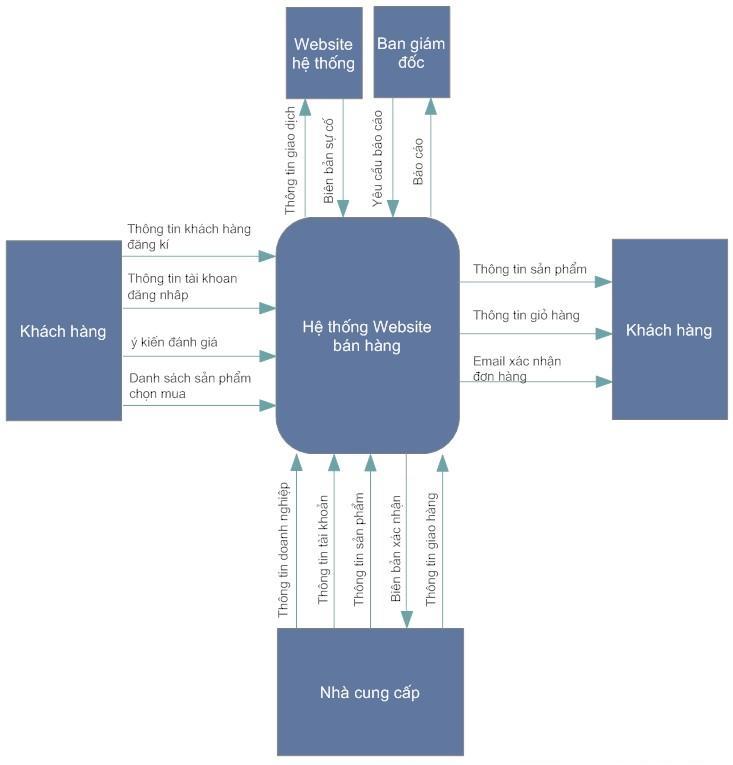 Website
hệ thống
Ban giám
đốc
Thông tin giao dịch
Biên bản sự cố
Yêu cầu báo cáo
Báo cáo
Khách hàng
Thông tin khách hàng
đăng kí
Thông tin tài khoan
đăng nhâp
ý kiến đánh giá
Danh sách sản phẩm
chọn mua
Hệ thống Website
bán hàng
Thông tin sản phẩm
Thông tin giỏ hàng
Email xác nhận
đơn hàng
Khách hàng
Thông tin doanh nghiệp
Thông tin tài khoản
Thông tin sản phẩm
Biên bản xác nhận
Thông tin giao hàng
Nhà cung cấp